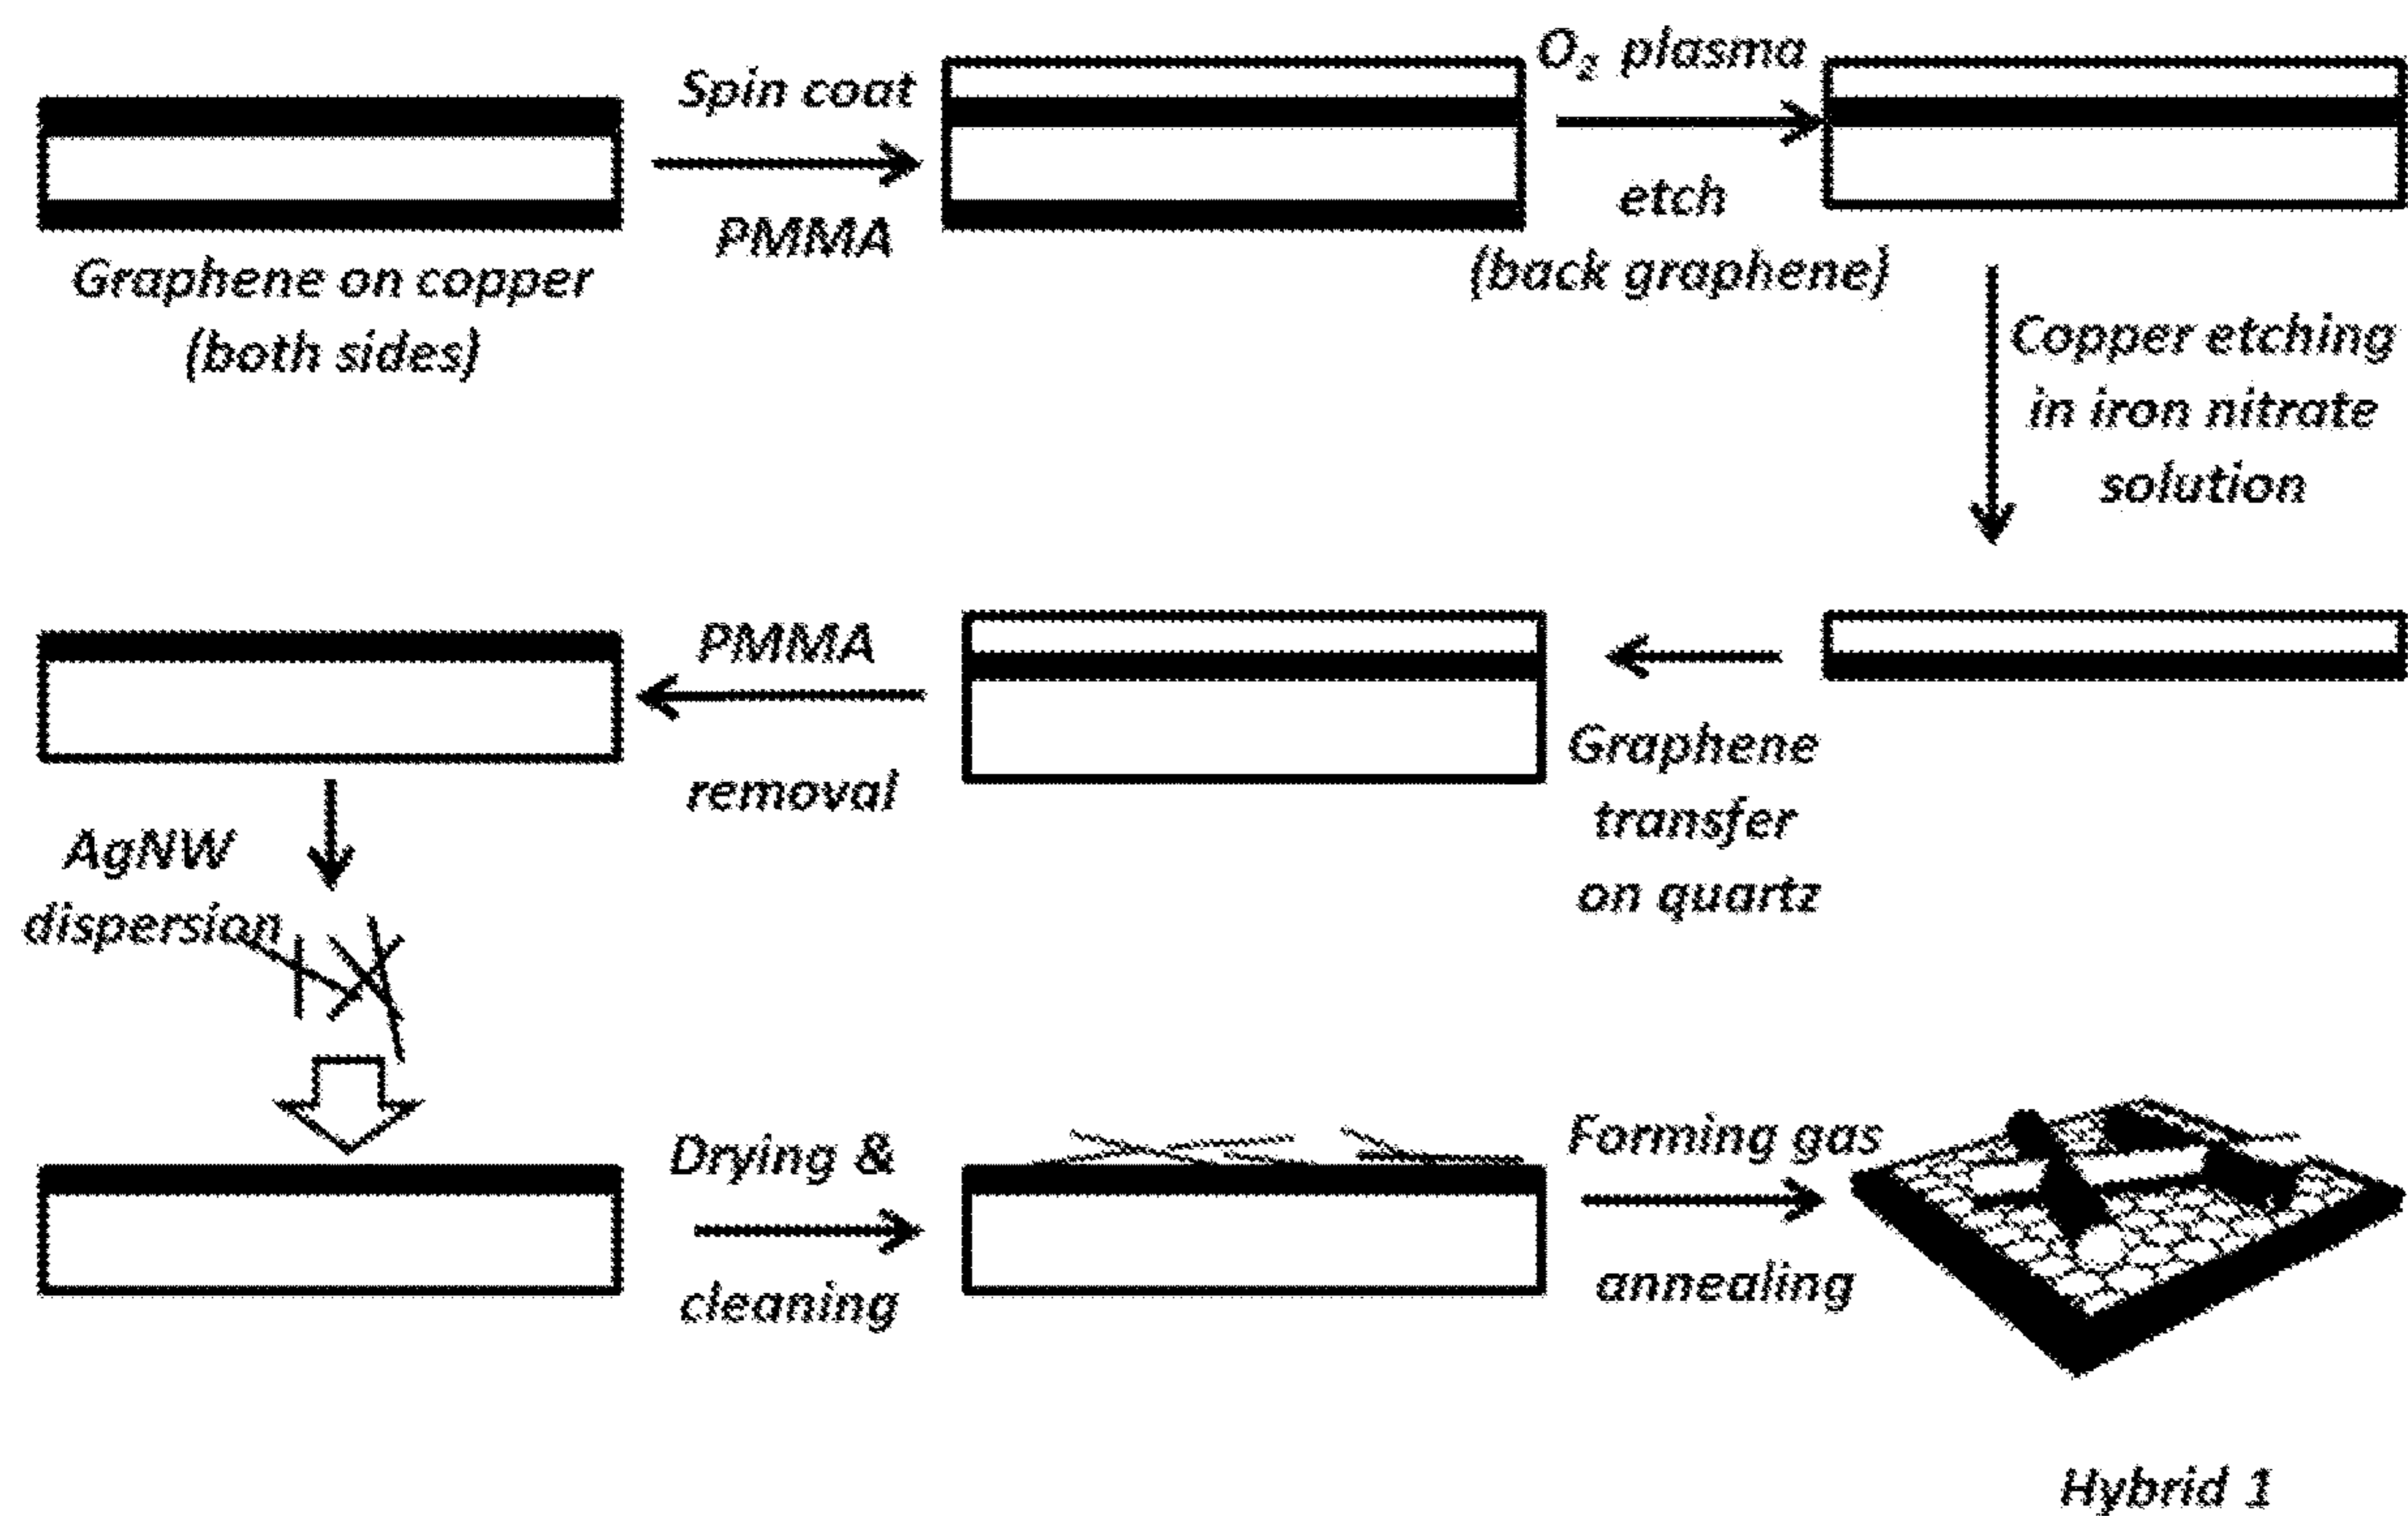 Graphene on copper
(both sides)
Spin coat
PMMA
O₂ plasma
etch
(back graphene)
Copper etching
in iron nitrate
solution
Graphene
transfer
on quartz
PMMA
removal
AgNW
dispersion
Drying &
cleaning
Forming gas
annealing
Hybrid 1